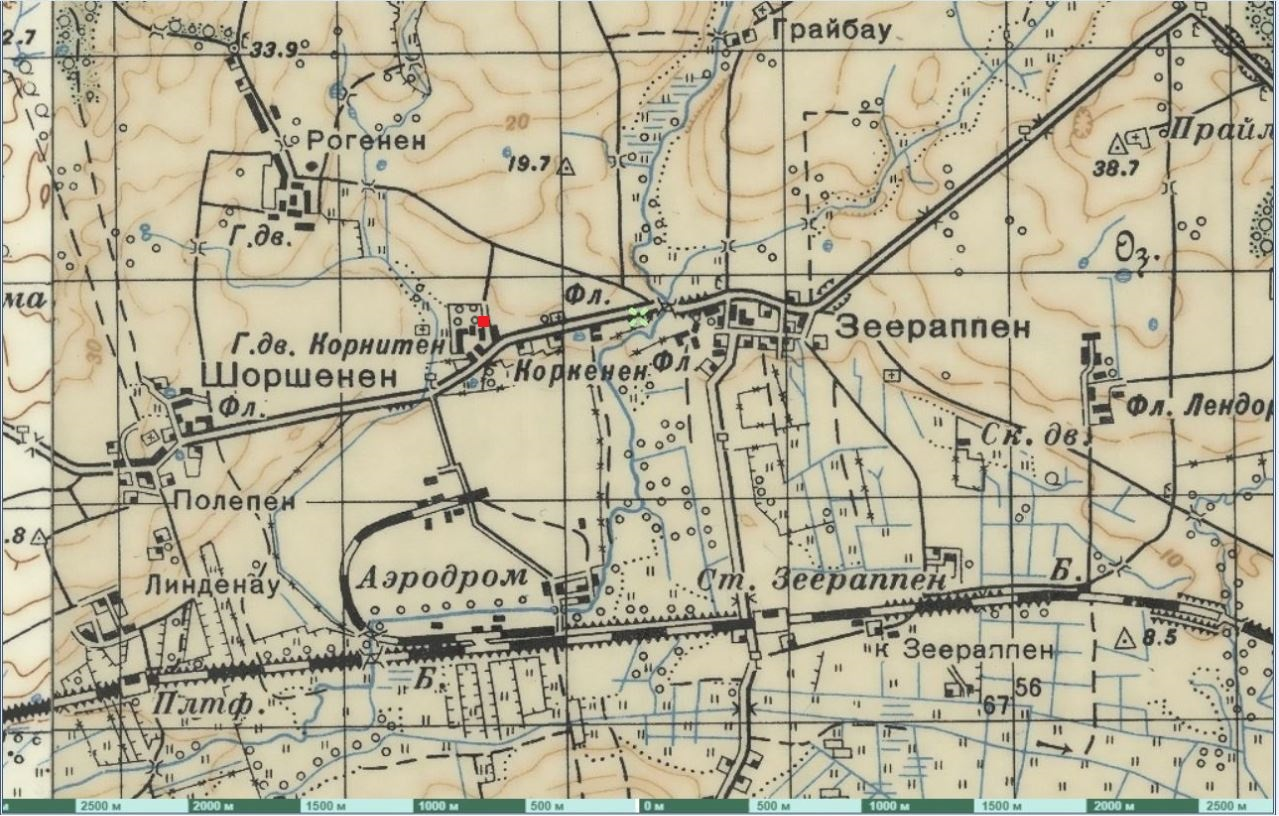 Грайбау
2.7
33.9
20
Рогенен
19.7
38.7
Прайл
Г.дв.
Оз.
ма
Фл.
Зеераппен
30
Г.дв. Корнитен
Коркенен
Фл
Шоршенен
Фл.
Фл. Лендор
Ск. дв.
Полепен
.8
10
Линденау
Аэродром
Ст. Зеераппен
Б.
8.5
к Зеералпен
Б.
Плтф.
56
67
м
2500 м
2000 м
1500 м
1000 м
500 м
0 м
500 м
1000 м
1500 м
2000 м
2500 м